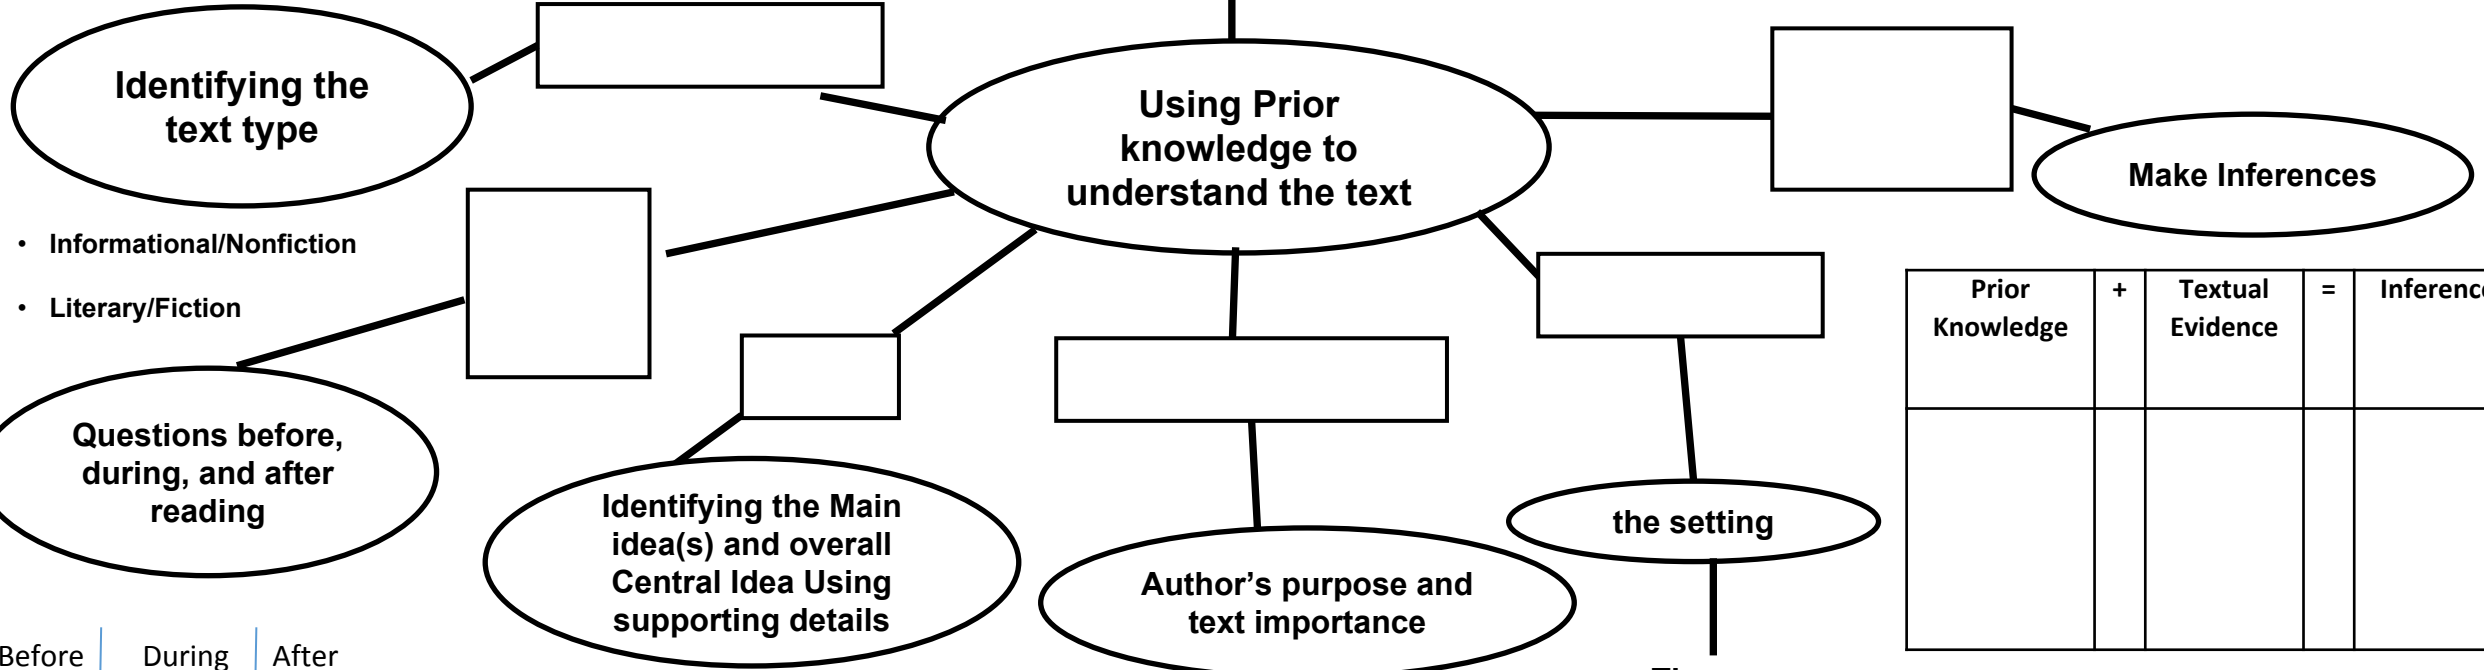 Identifying the
text type
Using Prior
knowledge to
understand the text
Make Inferences
• Informational/Nonfiction
• Literary/Fiction
Prior
Knowledge
+
Textual
Evidence
=
Inference
Questions before,
during, and after
reading
Identifying the Main
idea(s) and overall
Central Idea Using
supporting details
Author’s purpose and
text importance
the setting
Before
During
After